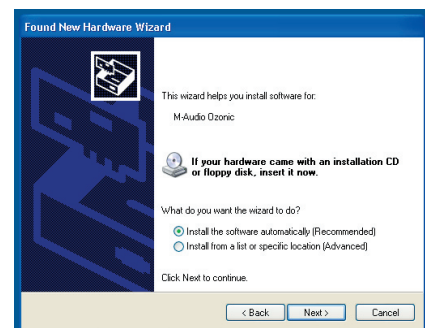 Found New Hardware Wizard
This wizard helps you install software for:
M-Audio Ozonic
If your hardware came with an installation CD
or floppy disk, insert it now.
What do you want the wizard to do?
Install the software automatically (Recommended)
Install from a list or specific location (Advanced)
Click Next to continue.
< Back Next > Cancel